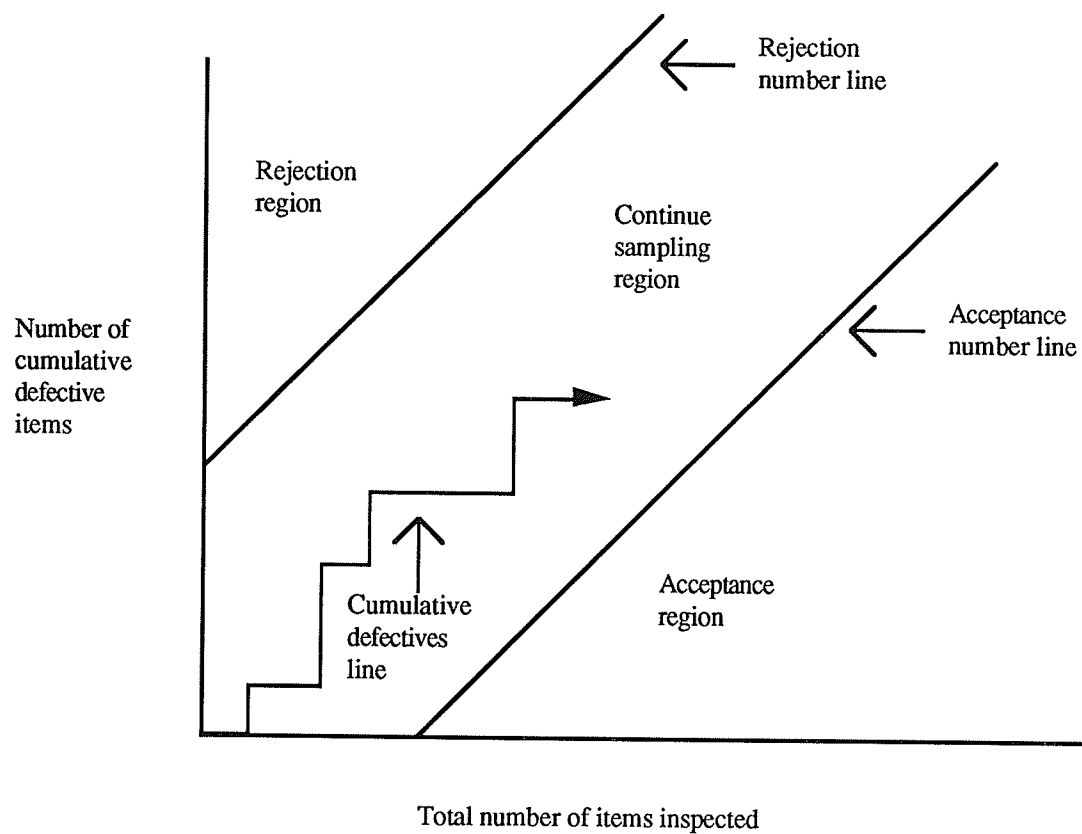 Rejection
number line
Rejection
region
Continue
sampling
region
Number of
cumulative
defective
items
Acceptance
number line
Cumulative
defectives
line
Acceptance
region
Total number of items inspected